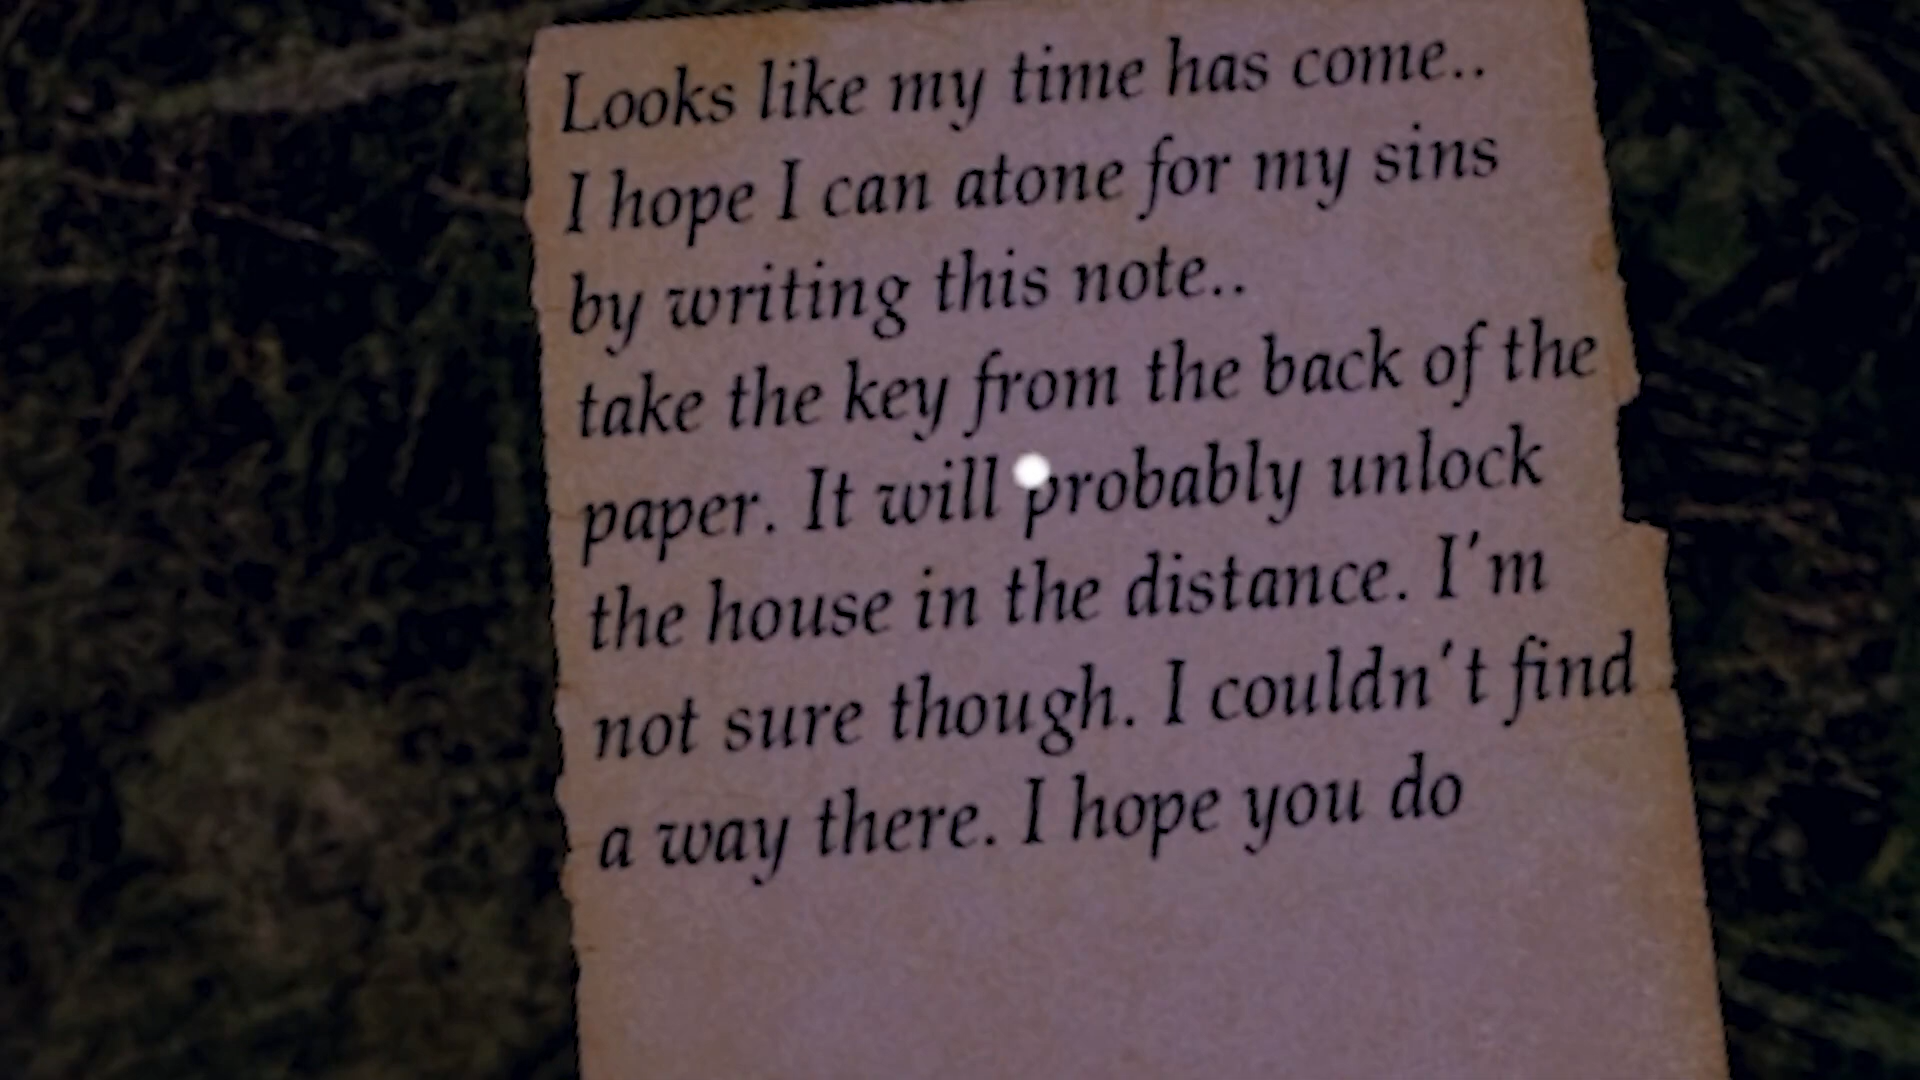 Looks like my time has come..
I hope I can atone for my sins
by writing this note..
take the key from the back of the
paper. It will probably unlock
the house in the distance. I'm
not sure though. I couldn't find
a way there. I hope you do